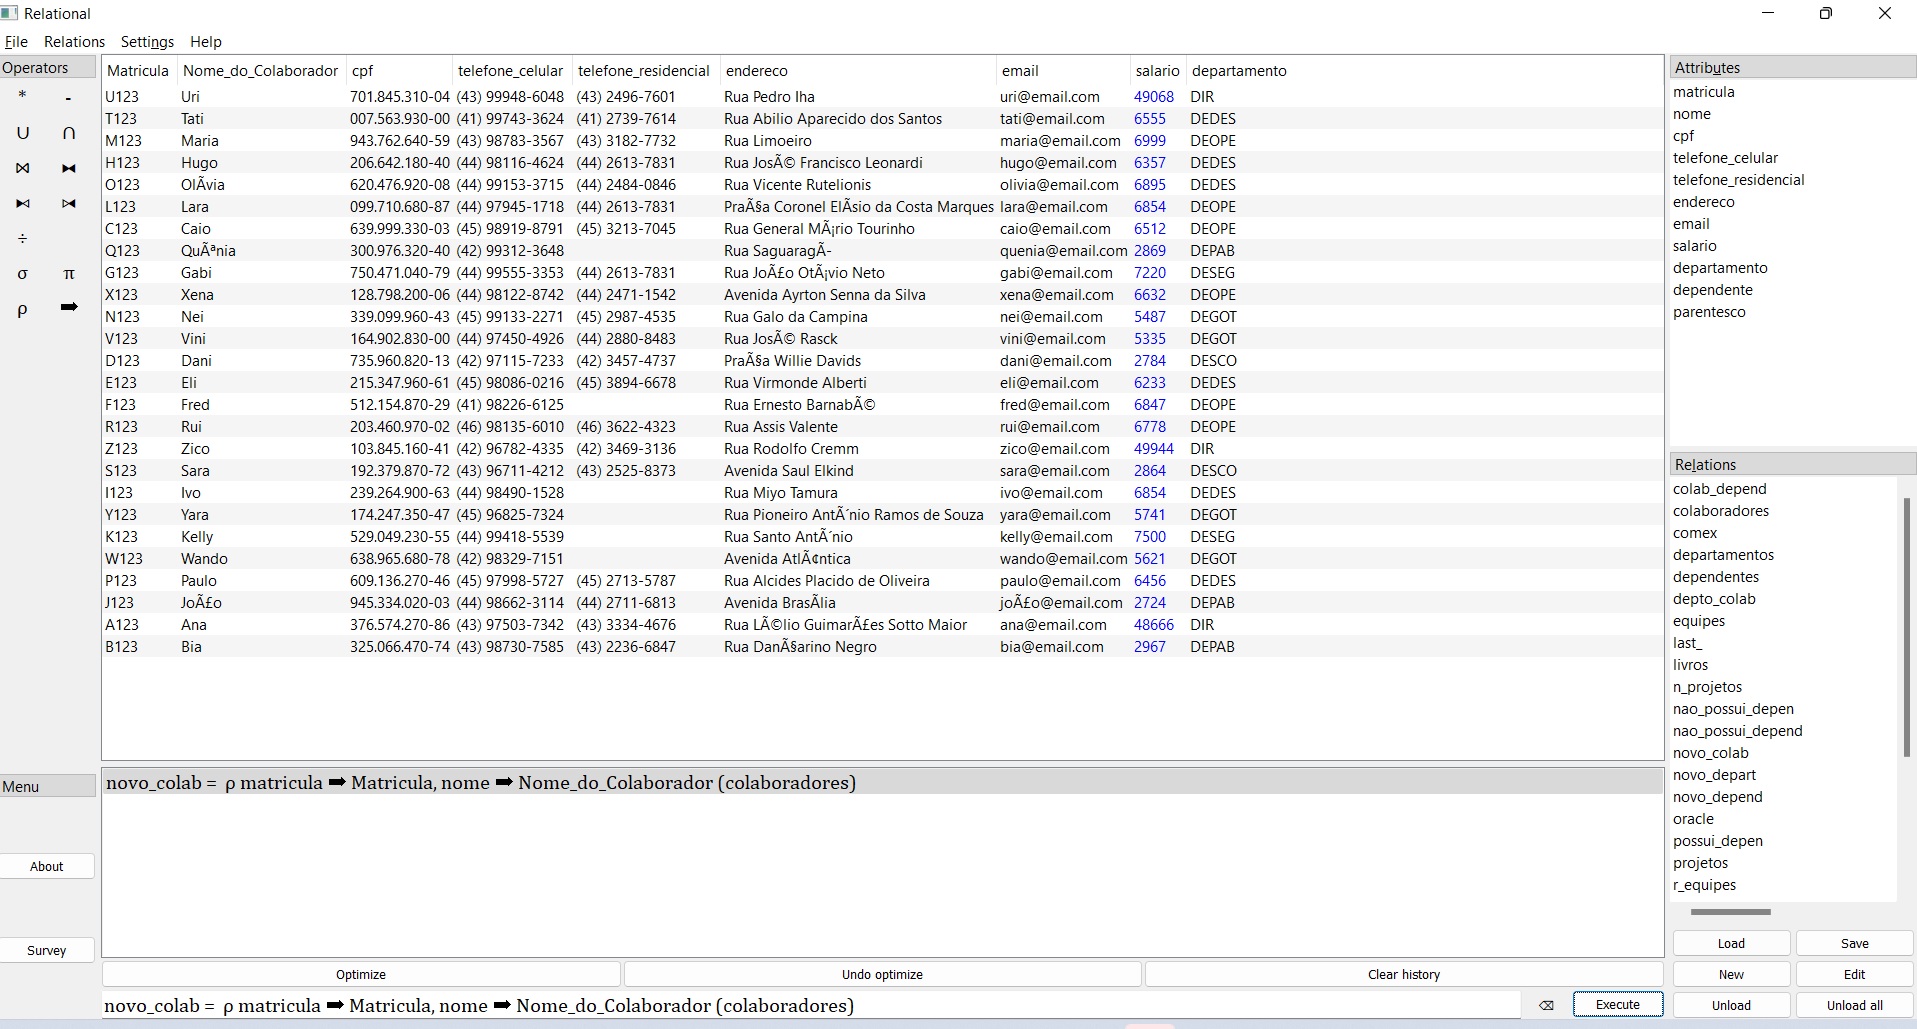 Relational
File Relations Settings Help
Operators
* -
∪ ∩
⋈ ⧓
⧑ ⧒
÷
σ π
ρ ➡
Menu
About
Survey
Matricula Nome_do_Colaborador cpf telefone_celular telefone_residencial endereco email salario departamento
U123 Uri 701.845.310-04 (43) 99948-6048 (43) 2496-7601 Rua Pedro Iha uri@email.com 49068 DIR
T123 Tati 007.563.930-00 (41) 99743-3624 (41) 2739-7614 Rua Abilio Aparecido dos Santos tati@email.com 6555 DEDES
M123 Maria 943.762.640-59 (43) 98783-3567 (43) 3182-7732 Rua Limoeiro maria@email.com 6999 DEOPE
H123 Hugo 206.642.180-40 (44) 98116-4624 (44) 2613-7831 Rua JosÃ© Francisco Leonardi hugo@email.com 6357 DEDES
O123 OlÃvia 620.476.920-08 (44) 99153-3715 (44) 2484-0846 Rua Vicente Rutelionis olivia@email.com 6895 DEDES
L123 Lara 099.710.680-87 (44) 97945-1718 (44) 2613-7831 PraÃ§a Coronel ElÃsio da Costa Marques lara@email.com 6854 DEOPE
C123 Caio 639.999.330-03 (45) 98919-8791 (45) 3213-7045 Rua General MÃ¡rio Tourinho caio@email.com 6512 DEOPE
Q123 QuÃªnia 300.976.320-40 (42) 99312-3648 Rua SaguaragÃ- quenia@email.com 2869 DEPAB
G123 Gabi 750.471.040-79 (44) 99555-3353 (44) 2613-7831 Rua JoÃ£o OtÃ¡vio Neto gabi@email.com 7220 DESEG
X123 Xena 128.798.200-06 (44) 98122-8742 (44) 2471-1542 Avenida Ayrton Senna da Silva xena@email.com 6632 DEOPE
N123 Nei 339.099.960-43 (45) 99133-2271 (45) 2987-4535 Rua Galo da Campina nei@email.com 5487 DEGOT
V123 Vini 164.902.830-00 (44) 97450-4926 (44) 2880-8483 Rua JosÃ© Rasck vini@email.com 5335 DEGOT
D123 Dani 735.960.820-13 (42) 97115-7233 (42) 3457-4737 PraÃ§a Willie Davids dani@email.com 2784 DESCO
E123 Eli 215.347.960-61 (45) 98086-0216 (45) 3894-6678 Rua Virmonde Alberti eli@email.com 6233 DEDES
F123 Fred 512.154.870-29 (41) 98226-6125 Rua Ernesto BarnabÃ© fred@email.com 6847 DEOPE
R123 Rui 203.460.970-02 (46) 98135-6010 (46) 3622-4323 Rua Assis Valente rui@email.com 6778 DEOPE
Z123 Zico 103.845.160-41 (42) 96782-4335 (42) 3469-3136 Rua Rodolfo Cremm zico@email.com 49944 DIR
S123 Sara 192.379.870-72 (43) 96711-4212 (43) 2525-8373 Avenida Saul Elkind sara@email.com 2864 DESCO
I123 Ivo 239.264.900-63 (44) 98490-1528 Rua Miyo Tamura ivo@email.com 6854 DEDES
Y123 Yara 174.247.350-47 (45) 96825-7324 Rua Pioneiro AntÃ´nio Ramos de Souza yara@email.com 5741 DEGOT
K123 Kelly 529.049.230-55 (44) 99418-5539 Rua Santo AntÃ´nio kelly@email.com 7500 DESEG
W123 Wando 638.965.680-78 (42) 98329-7151 Avenida AtlÃ¢ntica wando@email.com 5621 DEGOT
P123 Paulo 609.136.270-46 (45) 97998-5727 (45) 2713-5787 Rua Alcides Placido de Oliveira paulo@email.com 6456 DEDES
J123 JoÃ£o 945.334.020-03 (44) 98662-3114 (44) 2711-6813 Avenida BrasÃlia joÃ£o@email.com 2724 DEPAB
A123 Ana 376.574.270-86 (43) 97503-7342 (43) 3334-4676 Rua LÃ©lio GuimarÃ£es Sotto Maior ana@email.com 48666 DIR
B123 Bia 325.066.470-74 (43) 98730-7585 (43) 2236-6847 Rua DanÃ§arino Negro bia@email.com 2967 DEPAB
novo_colab = ρ matricula ➡ Matricula, nome ➡ Nome_do_Colaborador (colaboradores)
Optimize Undo optimize Clear history
novo_colab = ρ matricula ➡ Matricula, nome ➡ Nome_do_Colaborador (colaboradores)
⌫ Execute
Attributes
matricula
nome
cpf
telefone_celular
telefone_residencial
endereco
email
salario
departamento
dependente
parentesco
Relations
colab_depend
colaboradores
comex
departamentos
dependentes
depto_colab
equipes
last_
livros
n_projetos
nao_possui_depen
nao_possui_depend
novo_colab
novo_depart
novo_depend
oracle
possui_depen
projetos
r_equipes
Load Save
New Edit
Unload Unload all